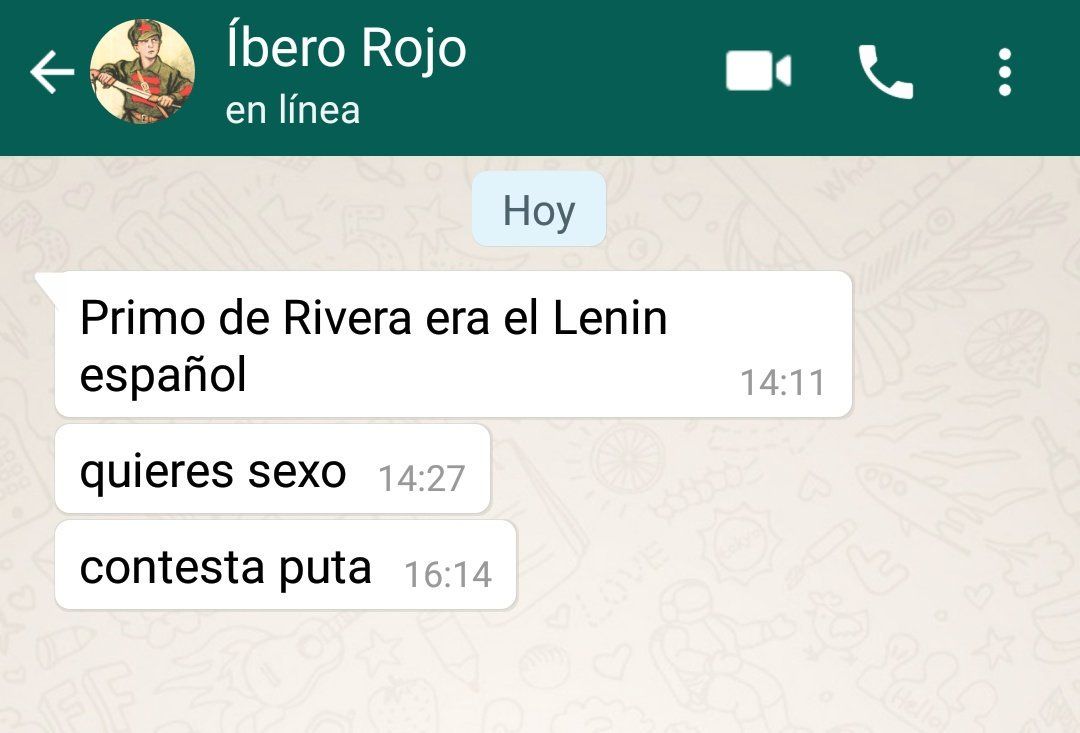 Íbero Rojo
en línea
Hoy
Primo de Rivera era el Lenin
español 14:11
quieres sexo 14:27
contesta puta 16:14